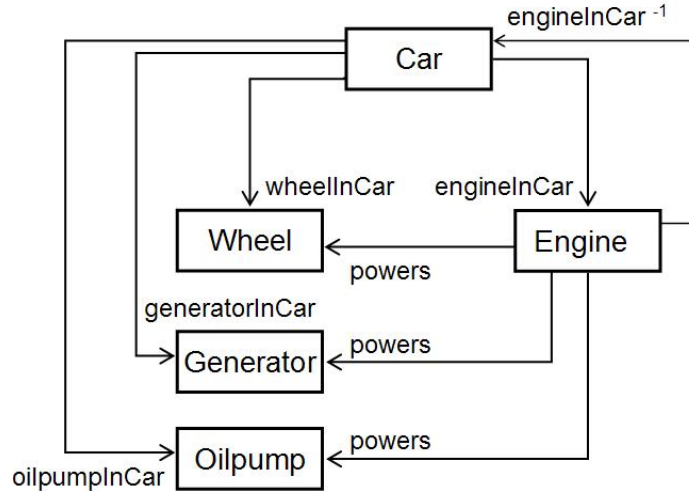 engineInCar -1
Car
wheelInCar
engineInCar
Wheel
Engine
powers
generatorInCar
Generator
powers
Oilpump
powers
oilpumpInCar